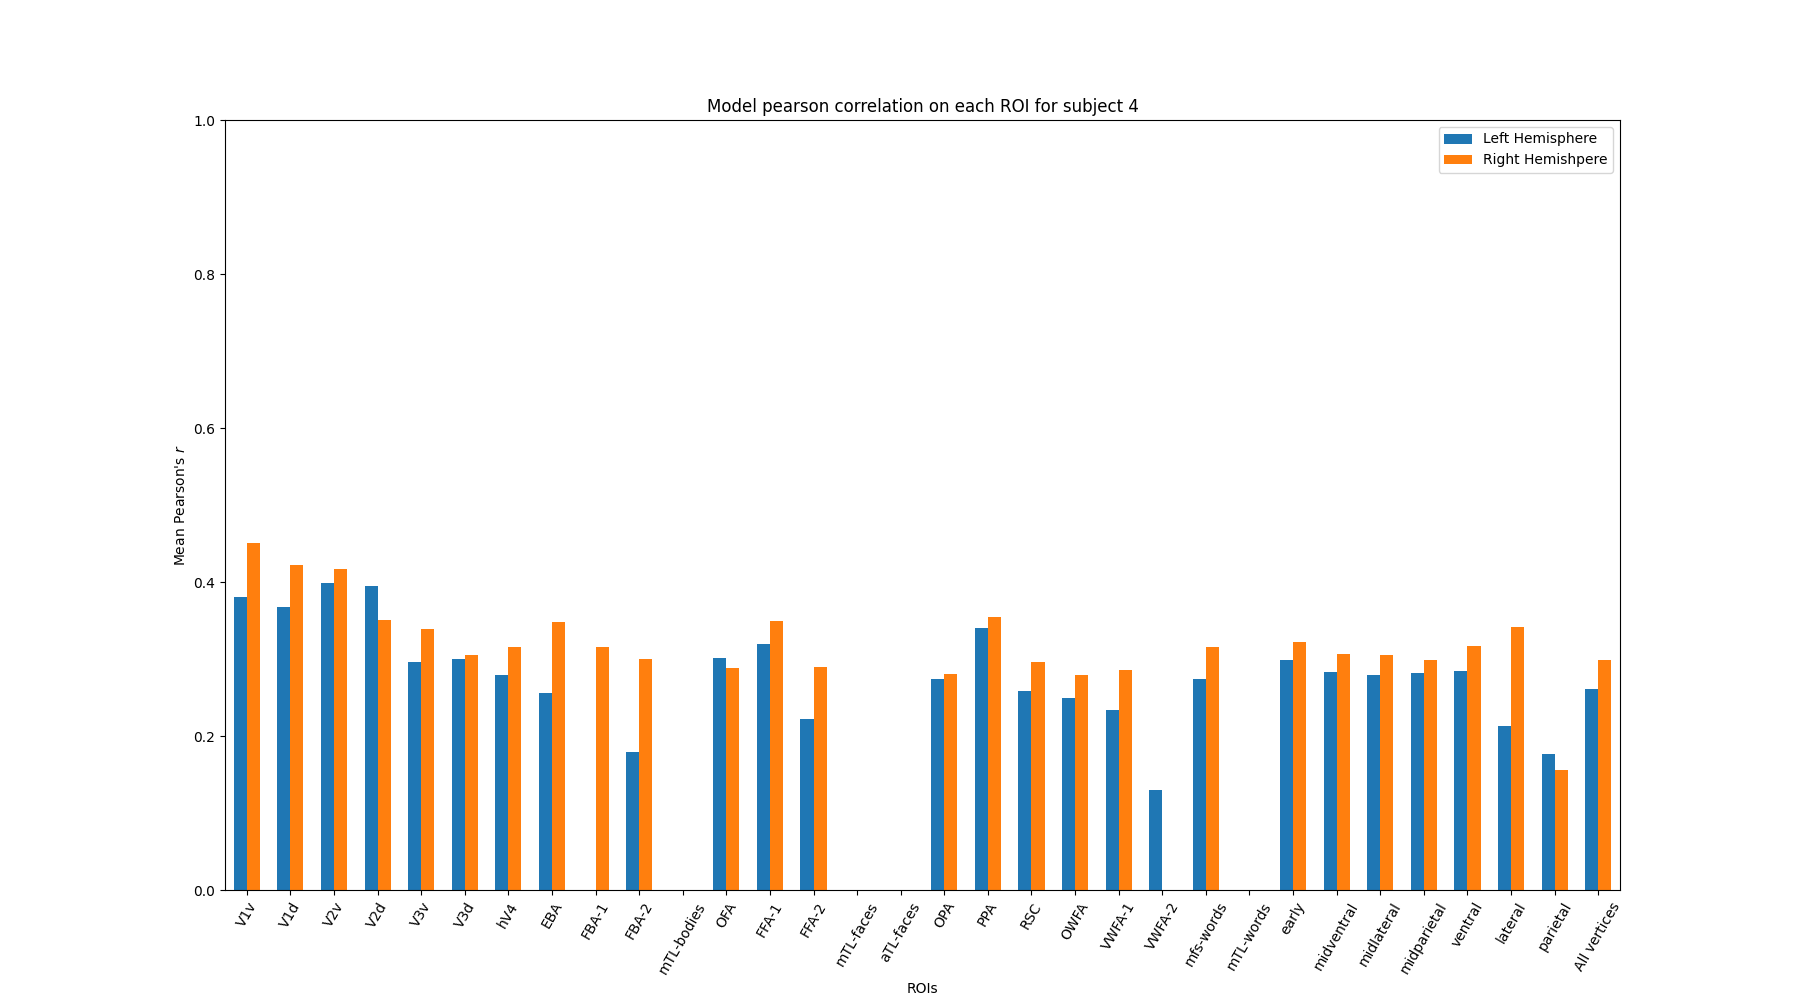 Model pearson correlation on each ROI for subject 4
Left Hemisphere
Right Hemishpere
1.0
0.8
0.6
0.4
0.2
0.0
Mean Pearson's r
V1v
V1d
V2v
V2d
V3v
V3d
hV4
EBA
FBA-1
FBA-2
mTL-bodies
OFA
FFA-1
FFA-2
mTL-faces
aTL-faces
OPA
PPA
RSC
OWFA
VWFA-1
VWFA-2
mfs-words
mTL-words
early
midventral
midlateral
midparietal
ventral
lateral
parietal
All vertices
ROIs